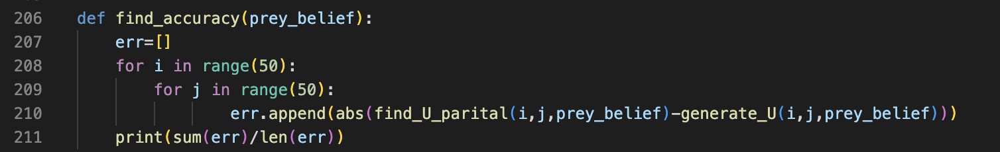 206 def find_accuracy(prey_belief):
207 err=[]
208 for i in range(50):
209 for j in range(50):
210 err.append(abs(find_U_parital(i,j,prey_belief)-generate_U(i,j,prey_belief)))
211 print(sum(err)/len(err))